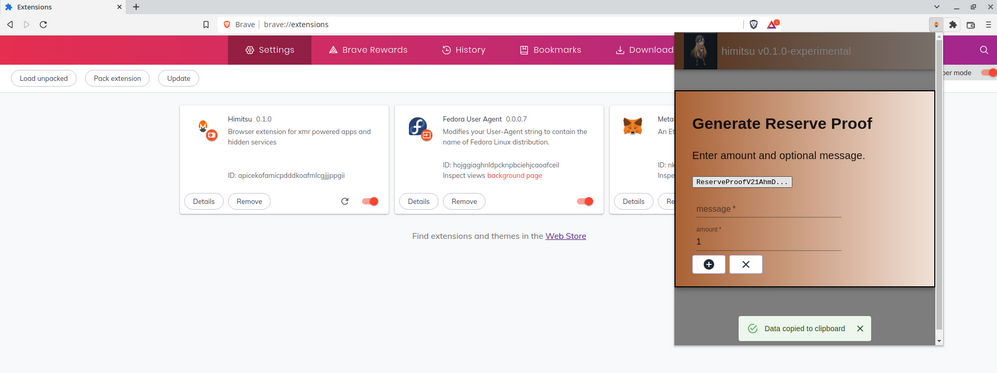 Extensions
Brave
brave://extensions
Settings
Brave Rewards
History
Bookmarks
Download
Load unpacked
Pack extension
Update
per mode
Himitsu 0.1.0
Browser extension for xmr powered apps and
hidden services
ID: apicekofamicpdddkoafmlcgjjjppgii
Details
Remove
Fedora User Agent 0.0.0.7
Modifies your User-Agent string to contain the
name of Fedora Linux distribution.
ID: hojggiaghnldpcknpbciehjcaoafceil
Inspect views background page
Details
Remove
Meta
An Et
ID: nk
Inspe
Details
Re
Find extensions and themes in the Web Store
himitsu v0.1.0-experimental
Generate Reserve Proof
Enter amount and optional message.
ReserveProofV21AhmD...
message *
amount *
1
Data copied to clipboard